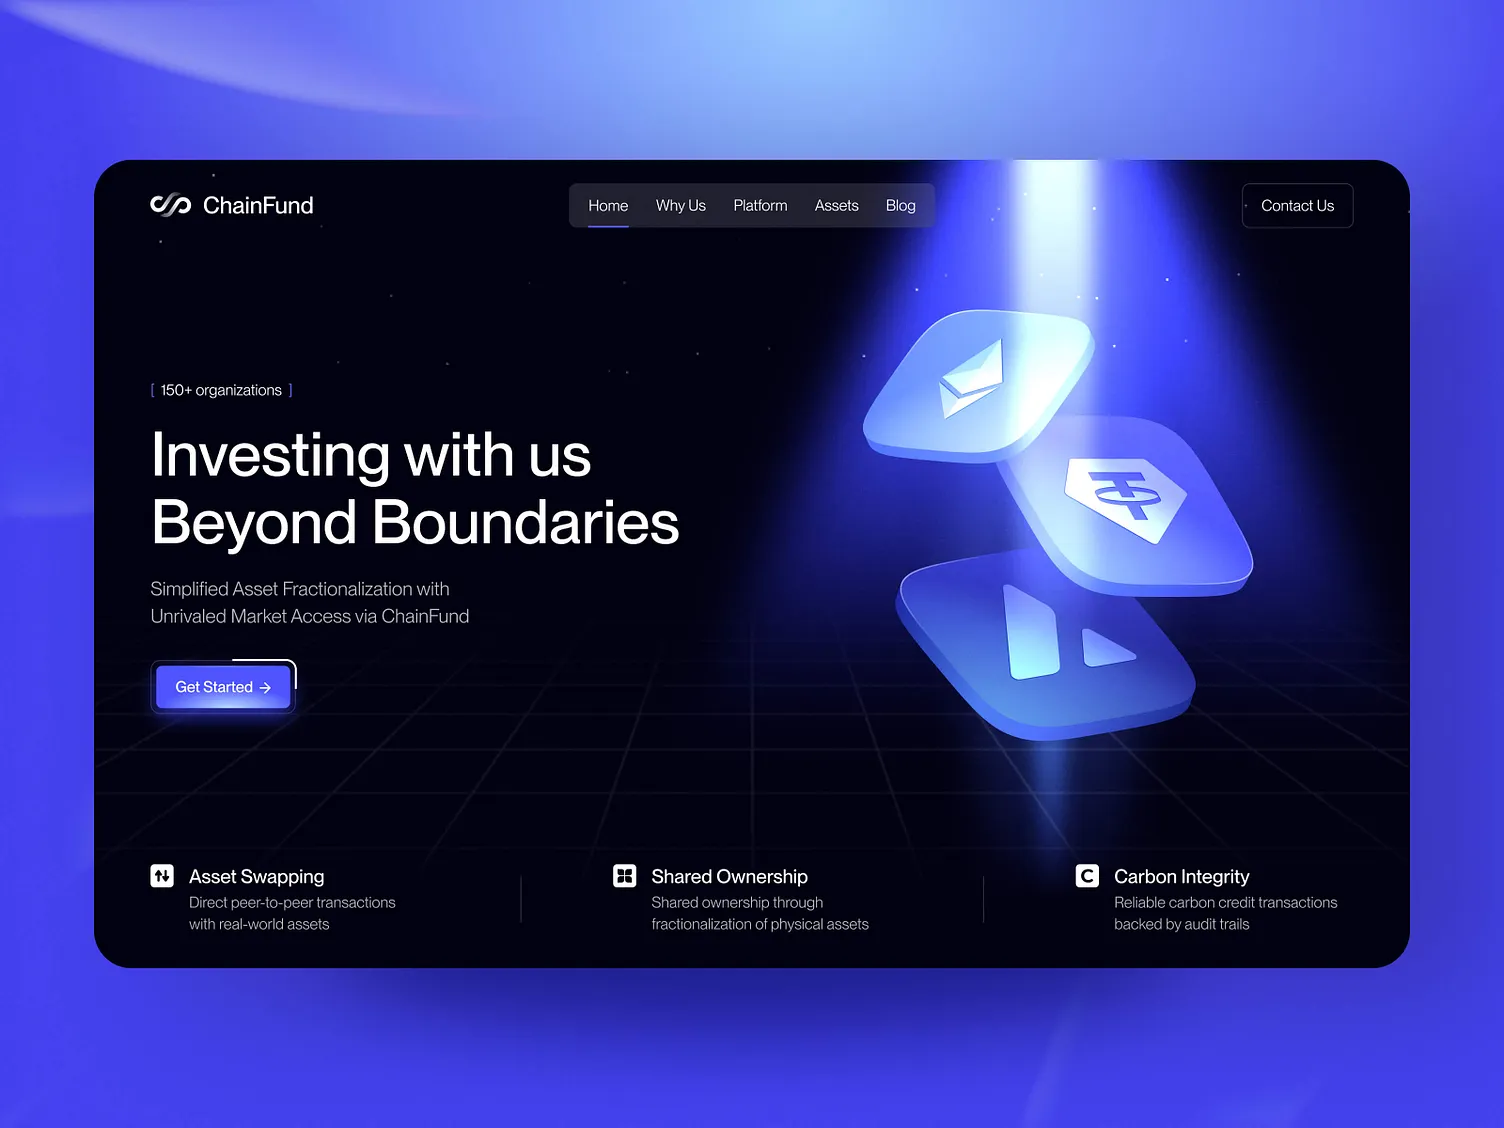 ChainFund
Home
Why Us
Platform
Assets
Blog
Contact Us
[ 150+ organizations ]
Investing with us
Beyond Boundaries
Simplified Asset Fractionalization with
Unrivaled Market Access via ChainFund
Get Started →
Asset Swapping
Direct peer-to-peer transactions
with real-world assets
Shared Ownership
Shared ownership through
fractionalization of physical assets
C
Carbon Integrity
Reliable carbon credit transactions
backed by audit trails